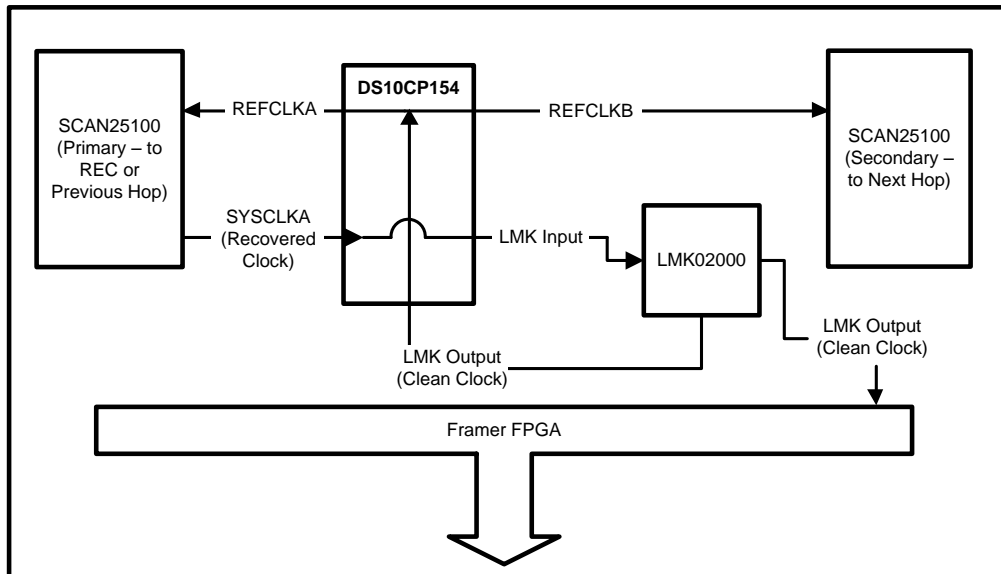 DS10CP154
REFCLKA
REFCLKB
SCAN25100
(Primary – to
REC or
Previous Hop)
SCAN25100
(Secondary –
to Next Hop)
SYSCLKA
(Recovered
Clock)
LMK Input
LMK02000
LMK Output
(Clean Clock)
LMK Output
(Clean Clock)
Framer FPGA